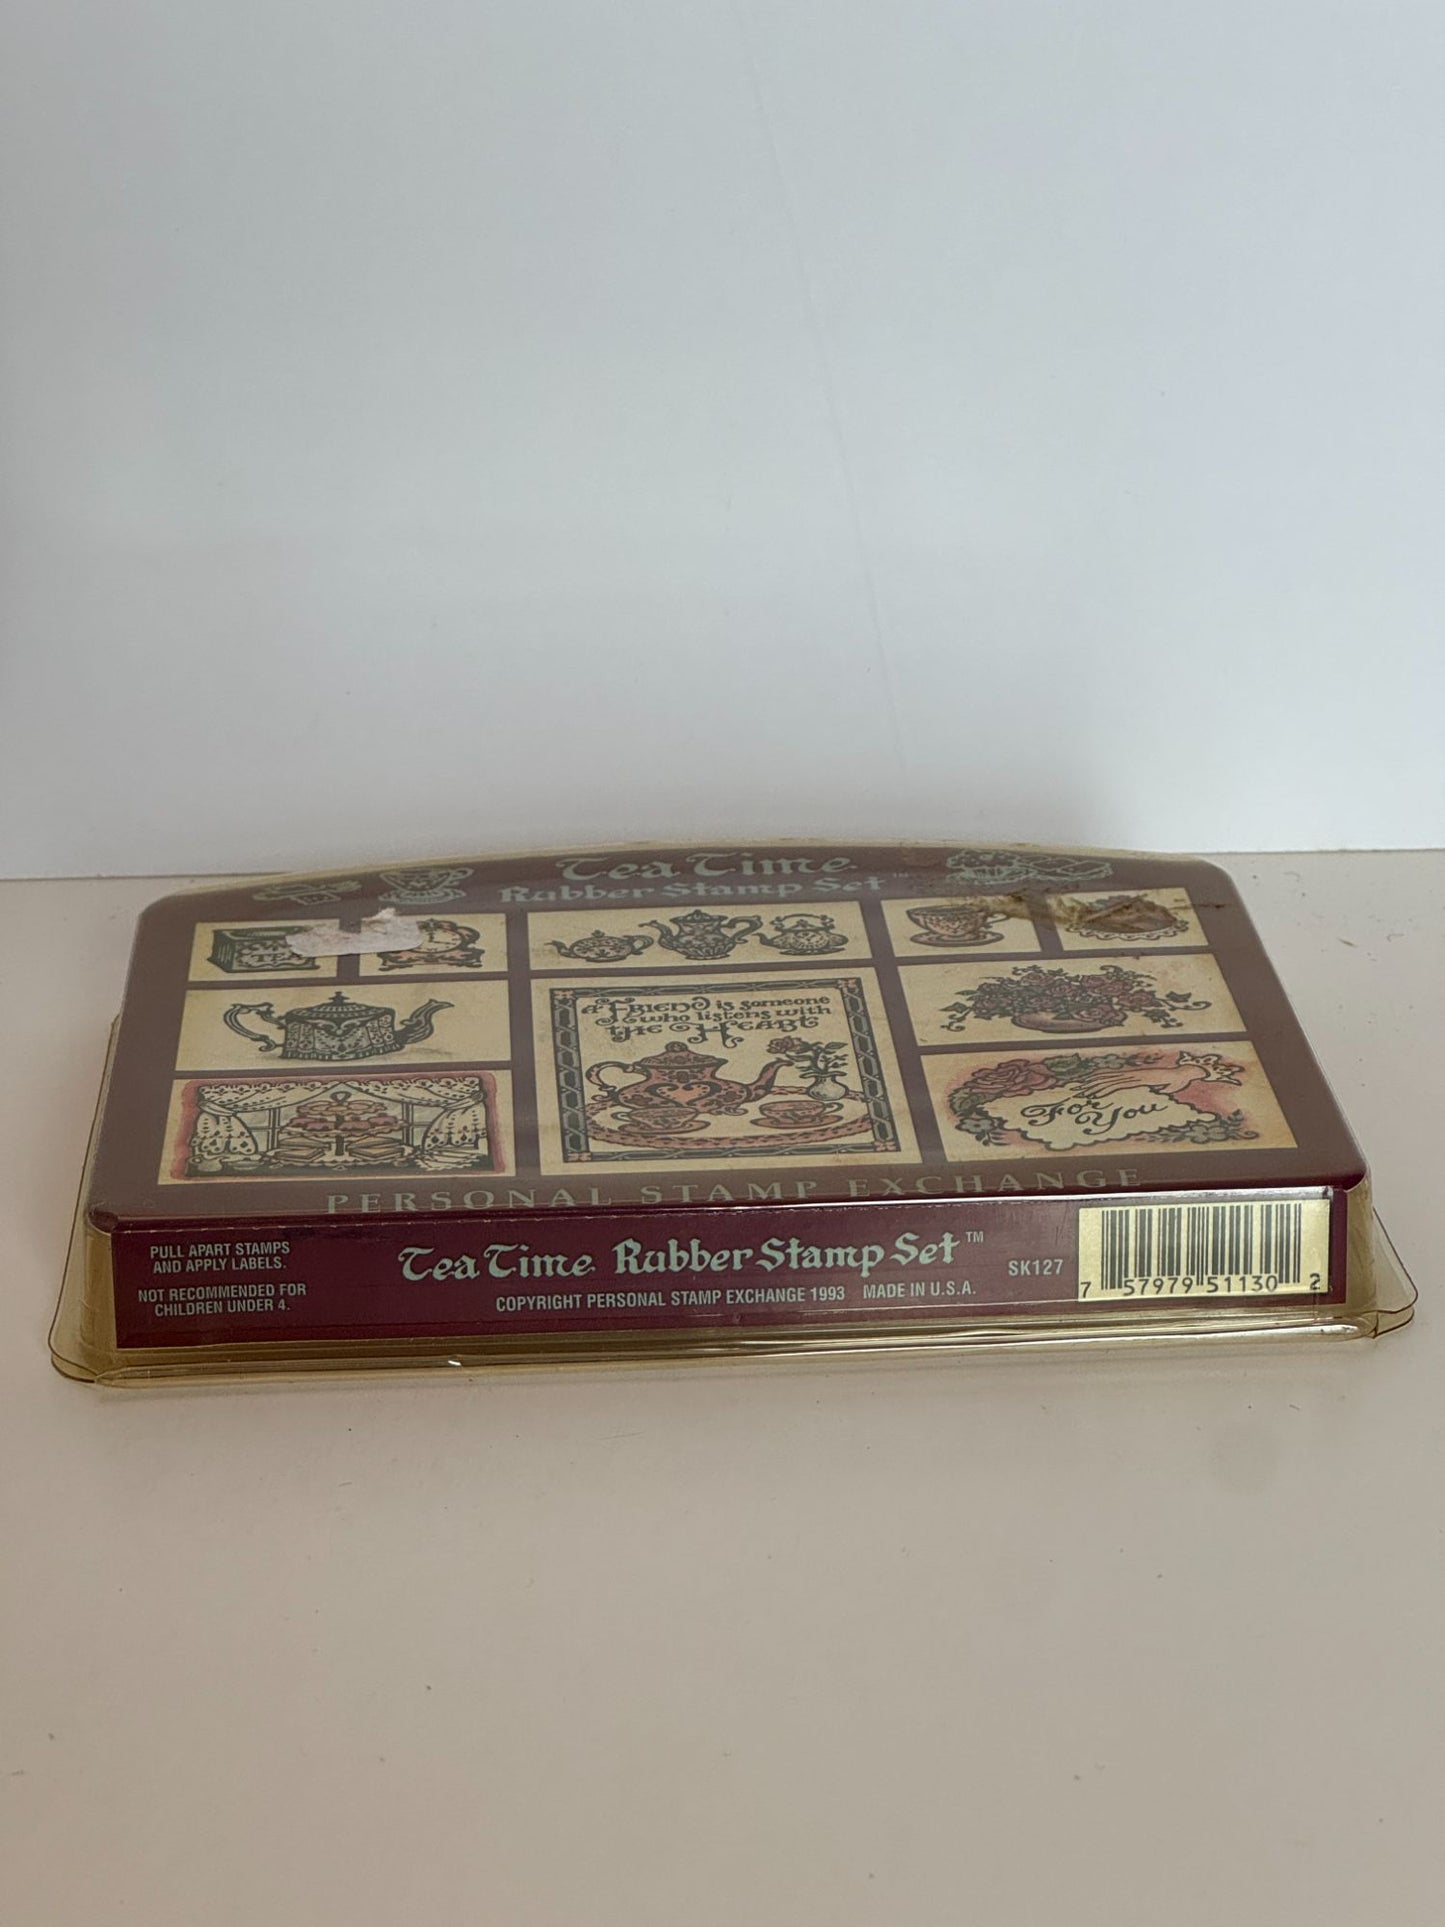 Tea Time
Rubber Stamp Set™
TEA
A FRIEND is someone
who listens with
THE HEART
For
You
PERSONAL STAMP EXCHANGE
PULL APART STAMPS
AND APPLY LABELS.
NOT RECOMMENDED FOR
CHILDREN UNDER 4.
Tea Time Rubber Stamp Set™
COPYRIGHT PERSONAL STAMP EXCHANGE 1993 MADE IN U.S.A.
SK127
7 57979 51130 2